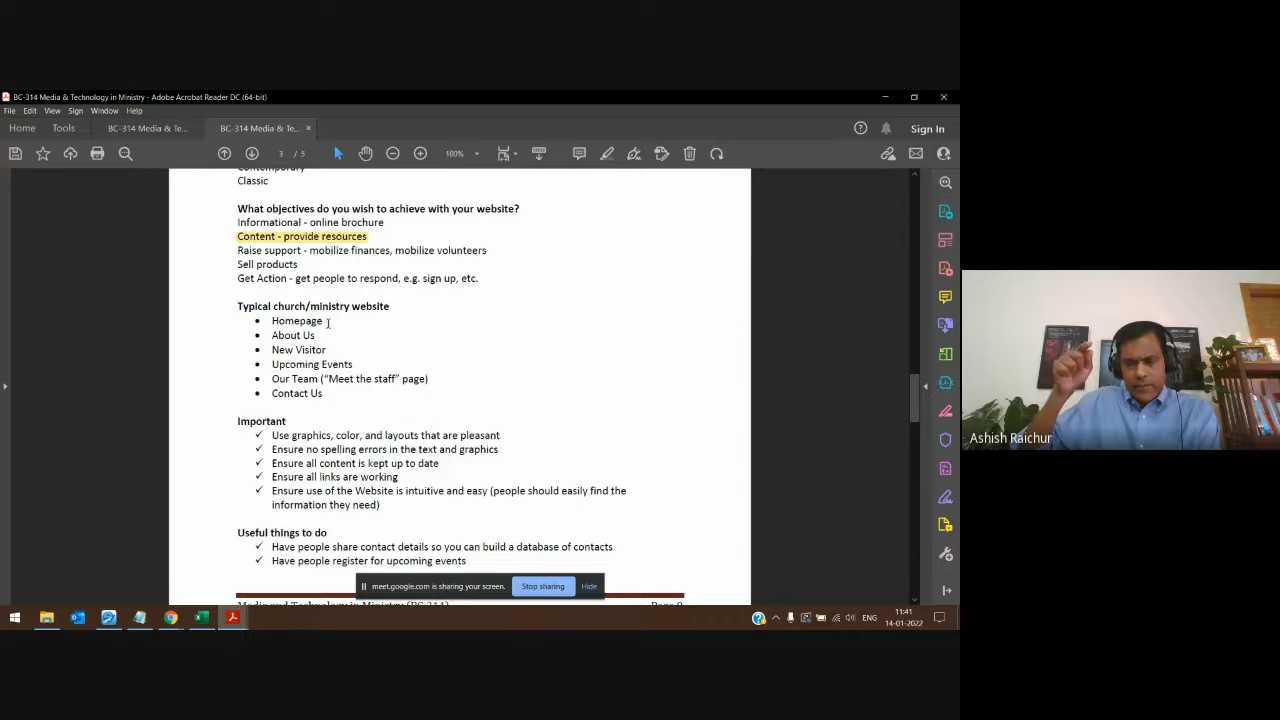 BC-314 Media & Technology in Ministry - Adobe Acrobat Reader DC (64-bit)
File Edit View Sign Window Help
Home Tools BC-314 Media & Te... BC-314 Media & Te... × Sign In
3 / 5 100%
Contemporary
Classic
What objectives do you wish to achieve with your website?
Informational - online brochure
Content - provide resources
Raise support - mobilize finances, mobilize volunteers
Sell products
Get Action - get people to respond, e.g. sign up, etc.
Typical church/ministry website
• Homepage
• About Us
• New Visitor
• Upcoming Events
• Our Team (“Meet the staff” page)
• Contact Us
Important
✓ Use graphics, color, and layouts that are pleasant
✓ Ensure no spelling errors in the text and graphics
✓ Ensure all content is kept up to date
✓ Ensure all links are working
✓ Ensure use of the Website is intuitive and easy (people should easily find the
information they need)
Useful things to do
✓ Have people share contact details so you can build a database of contacts
✓ Have people register for upcoming events
meet.google.com is sharing your screen. Stop sharing Hide
Media and Technology in Ministry (BC 314)
ENG 11:41
14-01-2022
Ashish Raichur